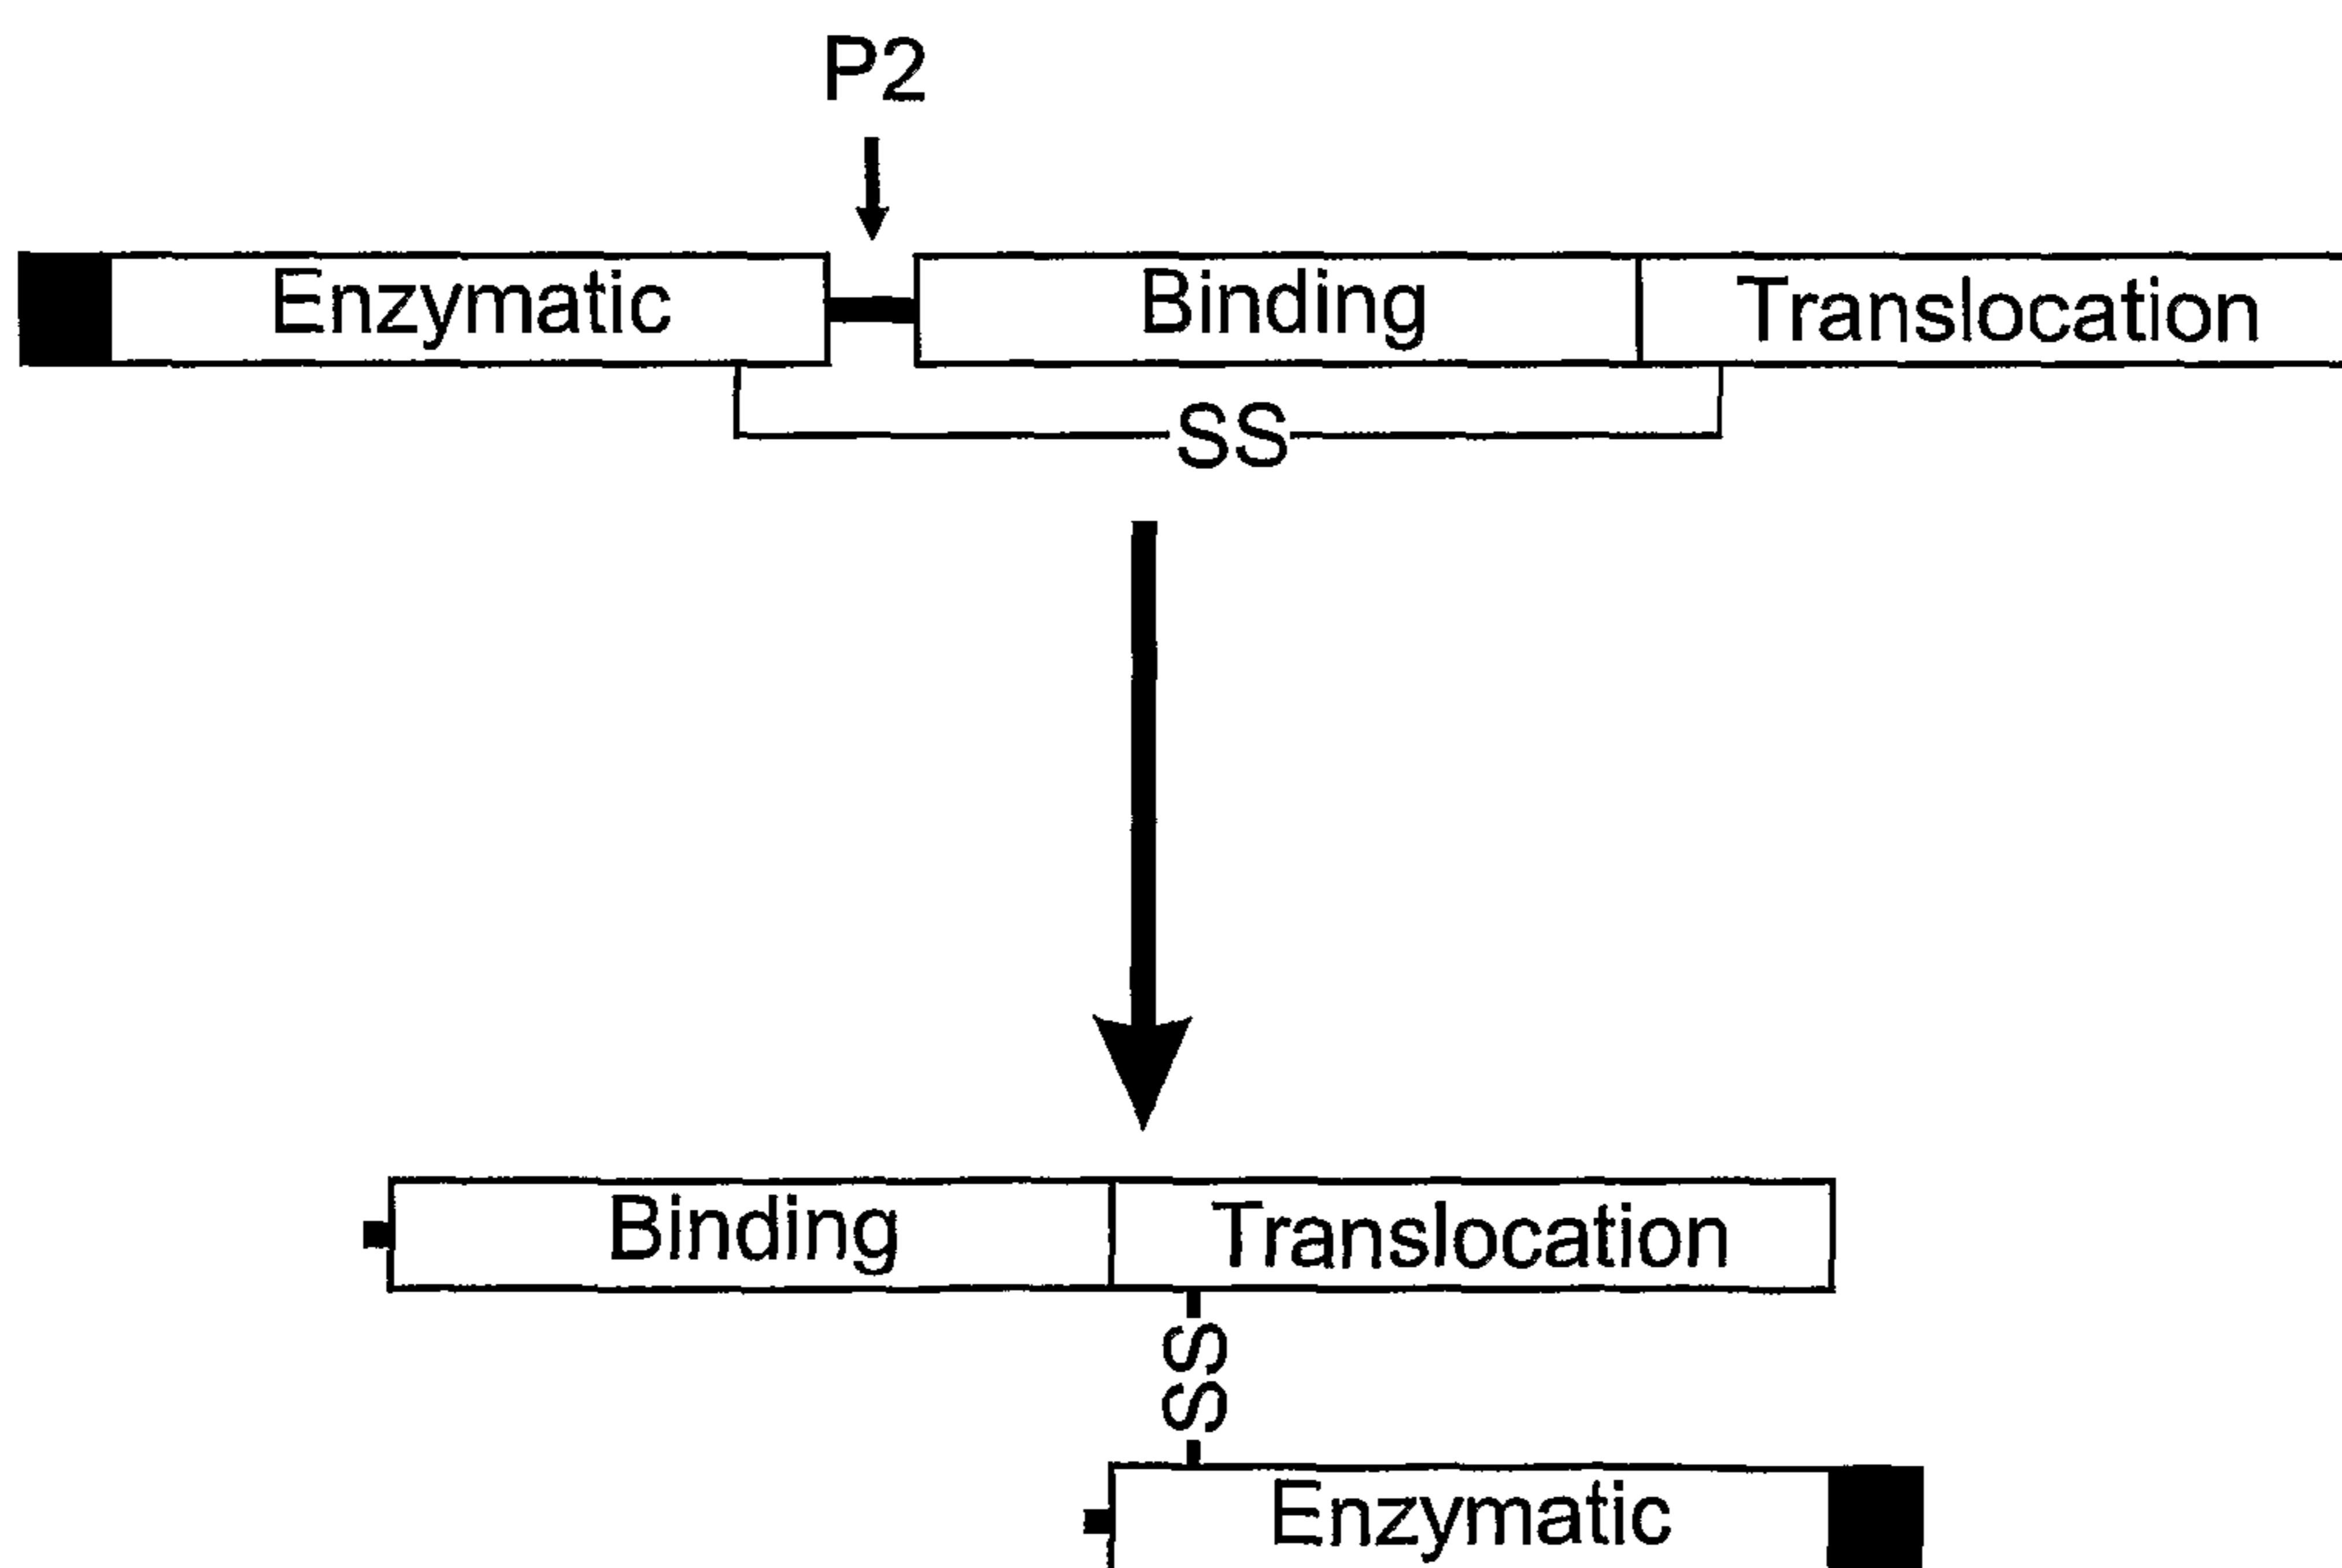 P2
Enzymatic Binding Translocation
SS
Binding Translocation
SS
Enzymatic